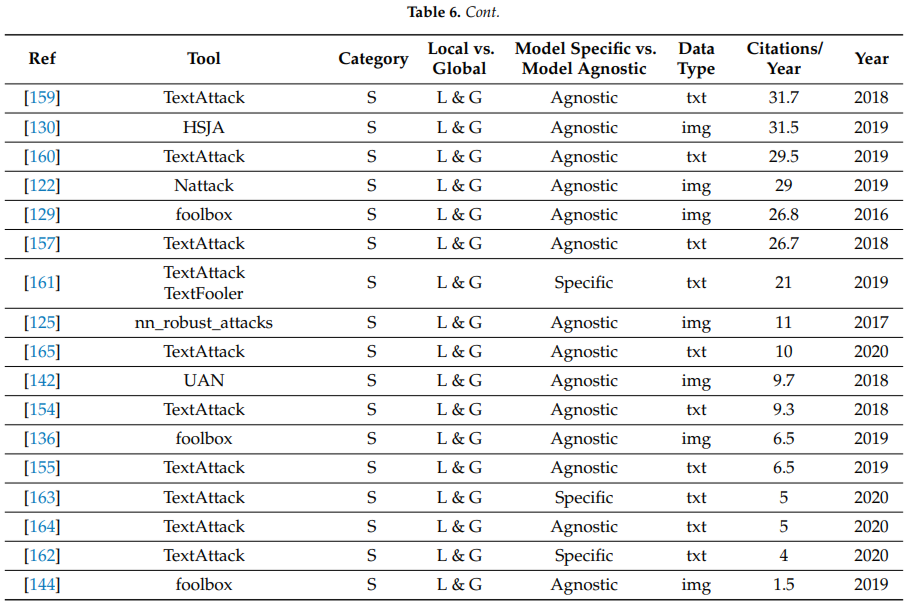 Table 6. Cont.
Ref Tool Category Local vs. Global Model Specific vs. Model Agnostic Data Type Citations/ Year Year
[159] TextAttack S L & G Agnostic txt 31.7 2018
[130] HSJA S L & G Agnostic img 31.5 2019
[160] TextAttack S L & G Agnostic txt 29.5 2019
[122] Nattack S L & G Agnostic img 29 2019
[129] foolbox S L & G Agnostic img 26.8 2016
[157] TextAttack S L & G Agnostic txt 26.7 2018
[161] TextAttack TextFooler S L & G Specific txt 21 2019
[125] nn_robust_attacks S L & G Agnostic img 11 2017
[165] TextAttack S L & G Agnostic txt 10 2020
[142] UAN S L & G Agnostic img 9.7 2018
[154] TextAttack S L & G Agnostic txt 9.3 2018
[136] foolbox S L & G Agnostic img 6.5 2019
[155] TextAttack S L & G Agnostic txt 6.5 2019
[163] TextAttack S L & G Specific txt 5 2020
[164] TextAttack S L & G Agnostic txt 5 2020
[162] TextAttack S L & G Specific txt 4 2020
[144] foolbox S L & G Agnostic img 1.5 2019